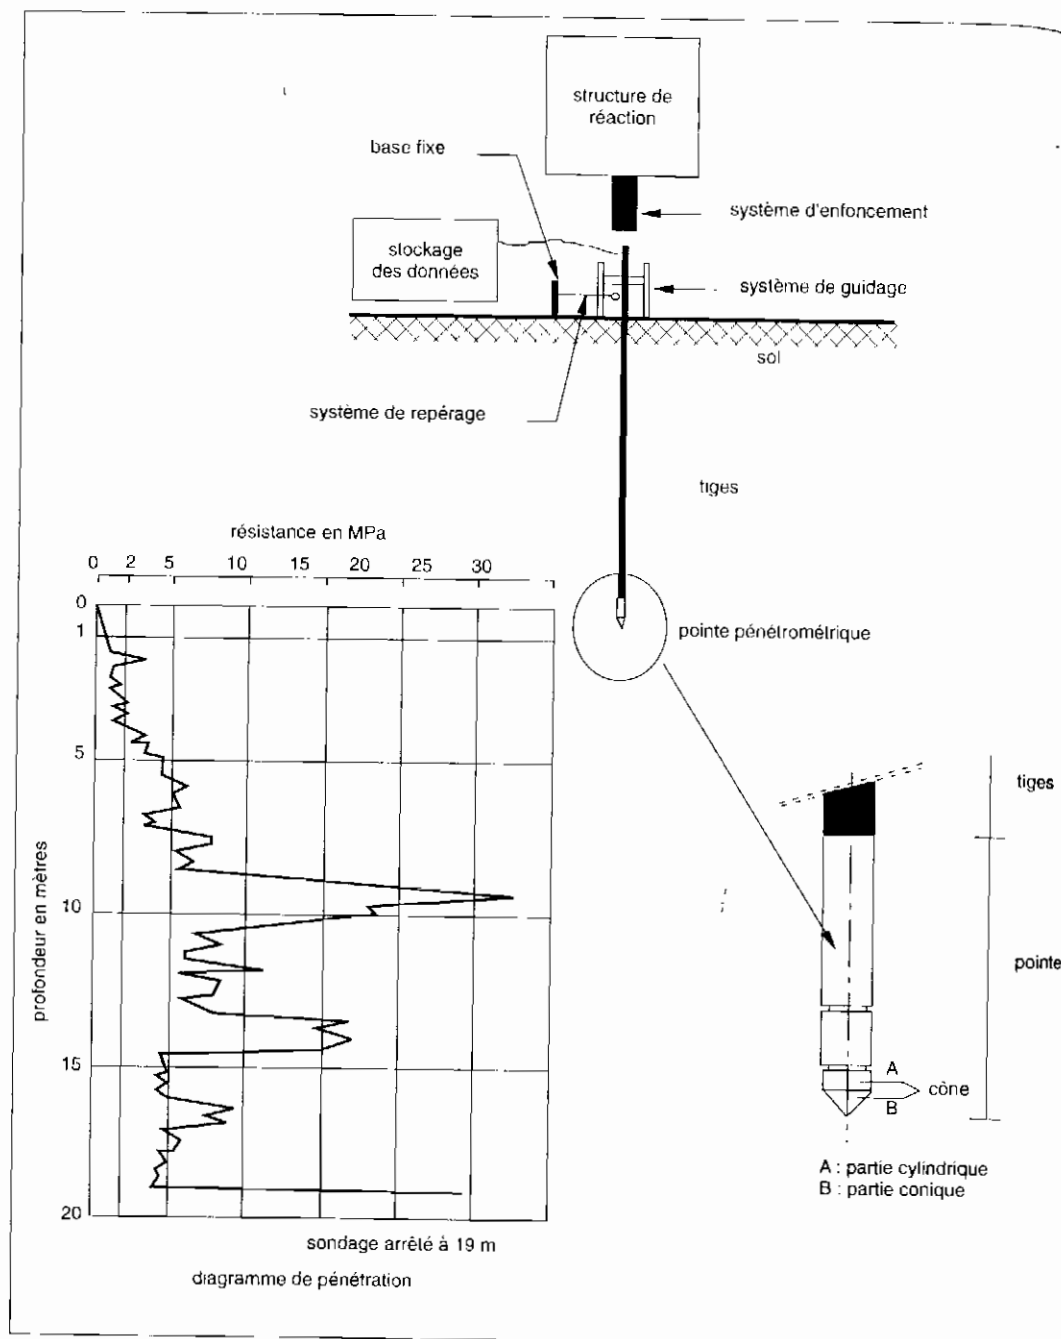 structure de
réaction
base fixe
système d'enfoncement
stockage
des données
système de guidage
sol
système de repérage
tiges
résistance en MPa
0 2 5 10 15 20 25 30
0
1
5
10
15
20
profondeur en mètres
pointe pénétrométrique
tiges
pointe
A
cône
B
A : partie cylindrique
B : partie conique
sondage arrêlé à 19 m
diagramme de pénétration